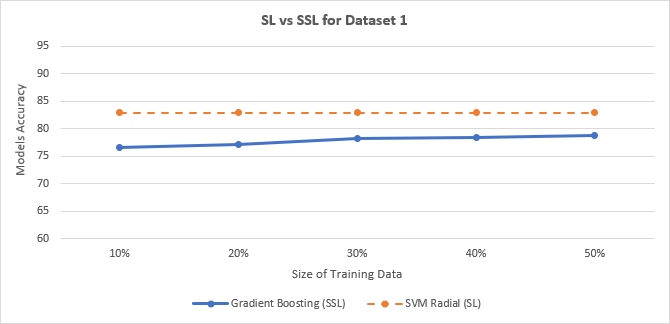 SL vs SSL for Dataset 1
95
90
85
80
75
70
65
60
Models Accuracy
10% 20% 30% 40% 50%
Size of Training Data
Gradient Boosting (SSL) SVM Radial (SL)